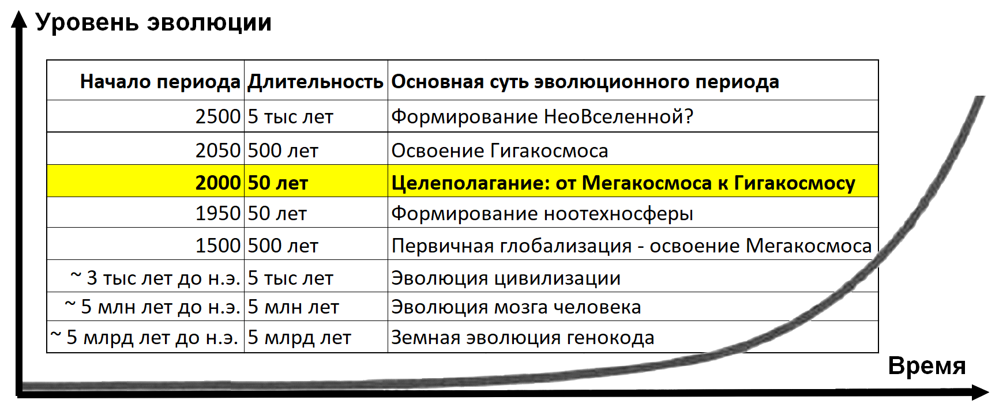 Уровень эволюции
Начало периода Длительность Основная суть эволюционного периода
2500 5 тыс лет Формирование НеоВселенной?
2050 500 лет Освоение Гигакосмоса
2000 50 лет Целеполагание: от Мегакосмоса к Гигакосмосу
1950 50 лет Формирование ноотехносферы
1500 500 лет Первичная глобализация - освоение Мегакосмоса
~ 3 тыс лет до н.э. 5 тыс лет Эволюция цивилизации
~ 5 млн лет до н.э. 5 млн лет Эволюция мозга человека
~ 5 млрд лет до н.э. 5 млрд лет Земная эволюция генокода
Время